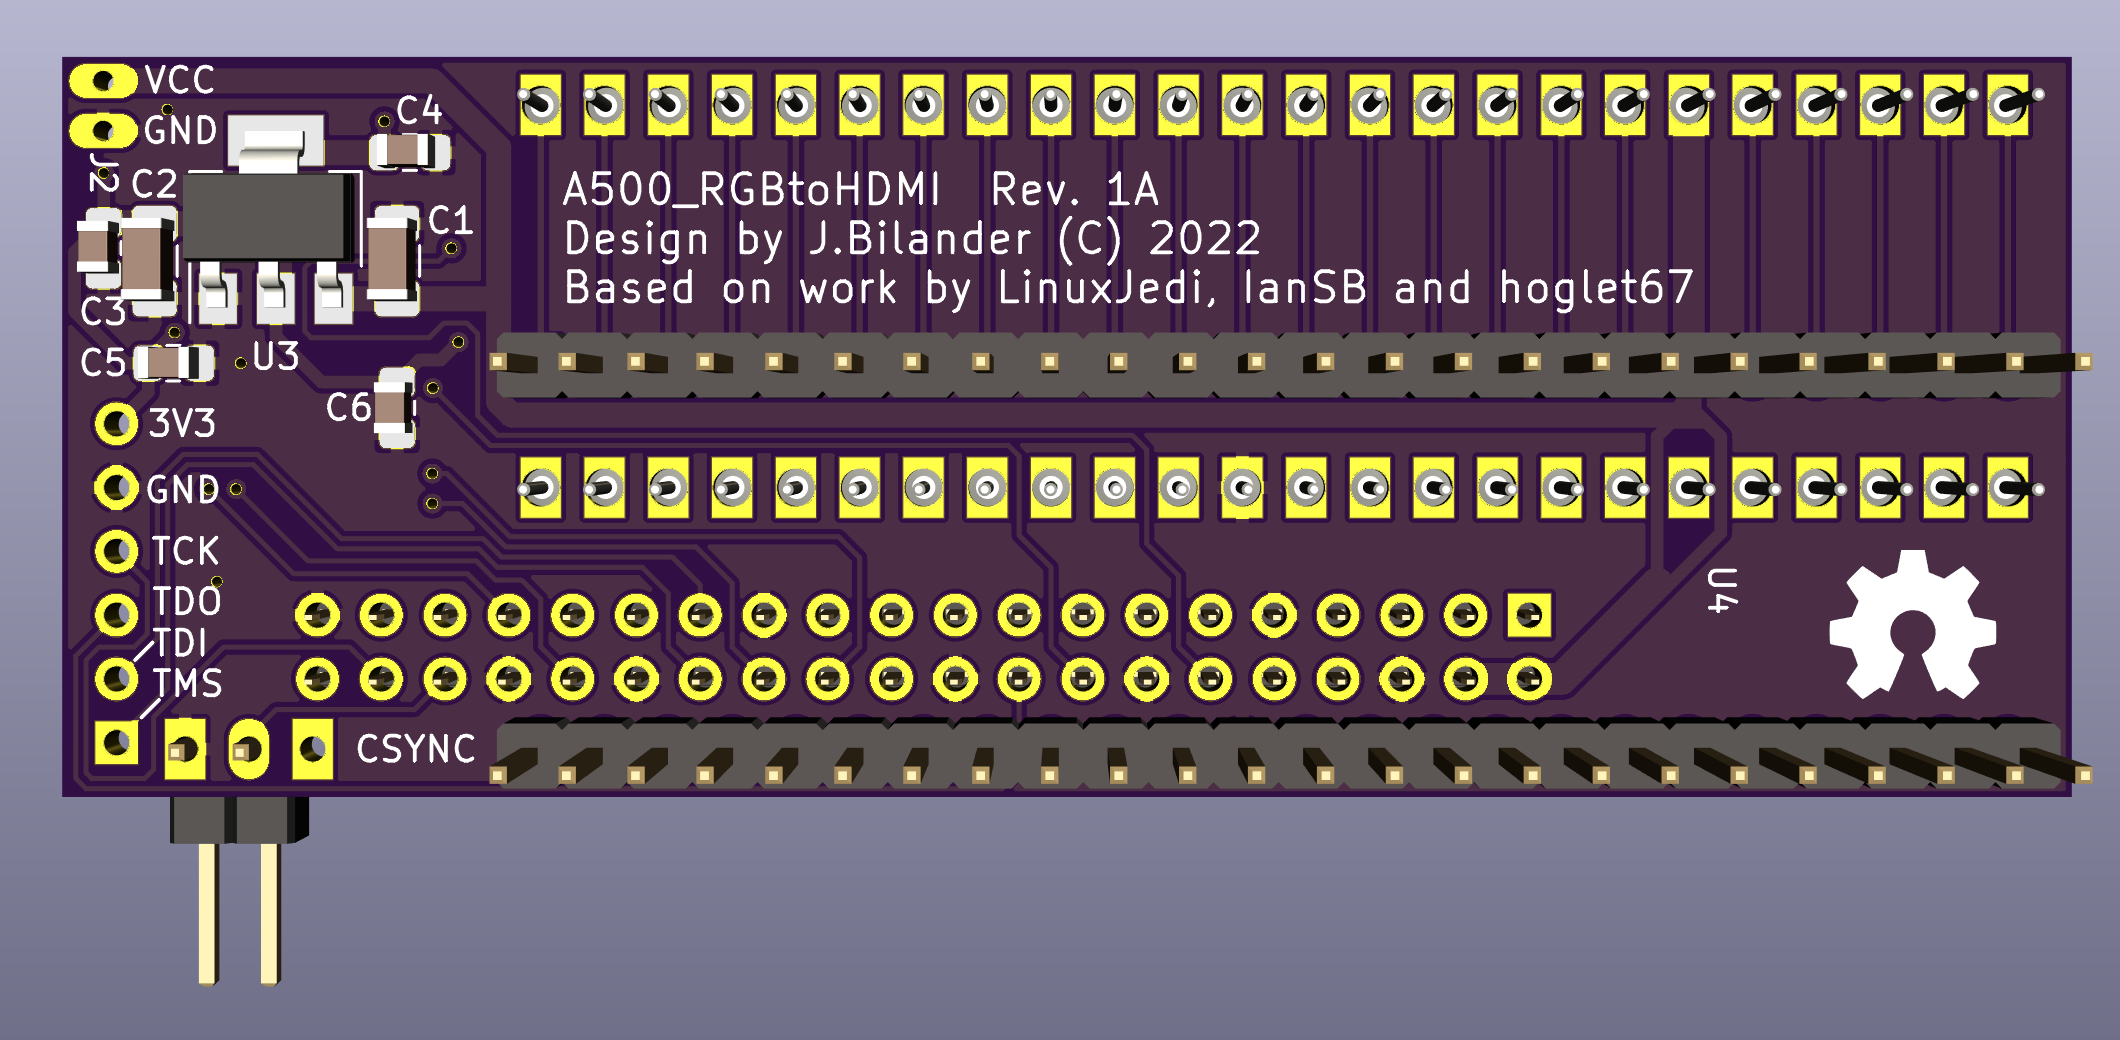 VCC
GND
J2
C4
C2
C1
C3
C5
U3
C6
A500_RGBtoHDMI Rev. 1A
Design by J.Bilander (C) 2022
Based on work by LinuxJedi, IanSB and hoglet67
3V3
GND
TCK
TDO
TDI
TMS
CSYNC
U4